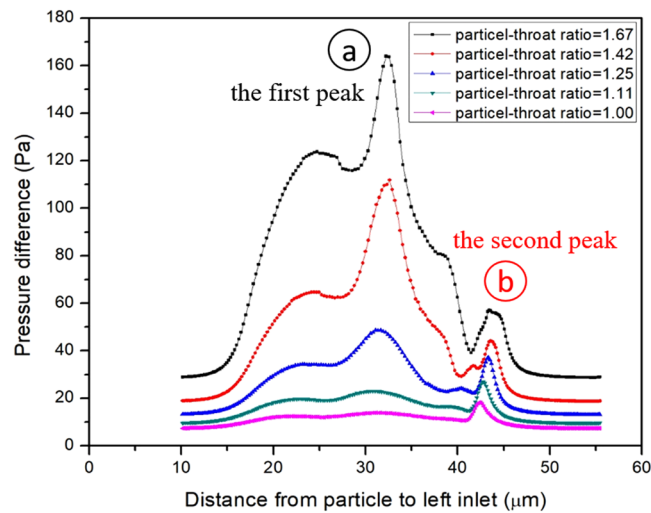 particel-throat ratio=1.67
particel-throat ratio=1.42
particel-throat ratio=1.25
particel-throat ratio=1.11
particel-throat ratio=1.00
a
the first peak
the second peak
b
Pressure difference (Pa)
180
160
140
120
100
80
60
40
20
0
0 10 20 30 40 50 60
Distance from particle to left inlet (μm)